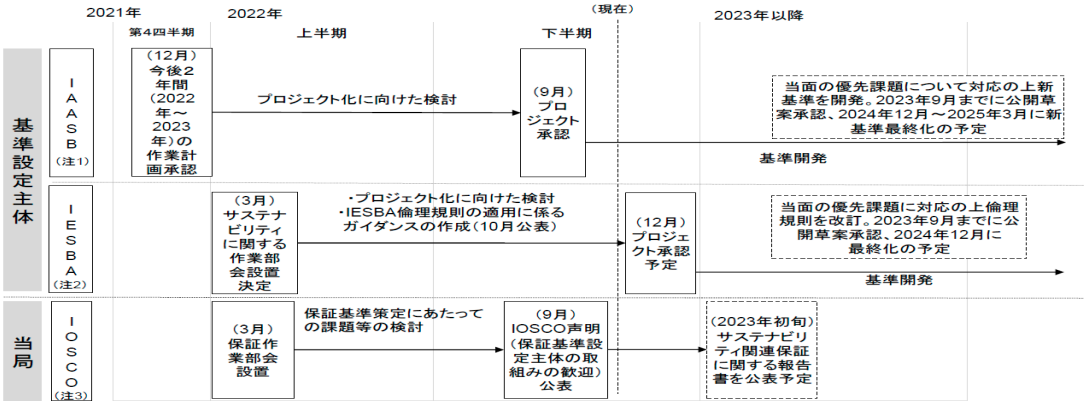 2021年
2022年
(現在)
2023年以降
第4四半期
上半期
下半期
基準設定主体
IAASB
(注1)
(12月)
今後2
年間
(2022
年～
2023
年)の
作業計
画承認
プロジェクト化に向けた検討
(9月)
プロ
ジェクト
承認
当面の優先課題について対応の上新
基準を開発。2023年9月までに公開草
案承認、2024年12月～2025年3月に新
基準最終化の予定
基準開発
IESBA
(注2)
(3月)
サステナ
ビリティ
に関する
作業部
会設置
決定
・プロジェクト化に向けた検討
・IESBA倫理規則の適用に係る
ガイダンスの作成(10月公表)
(12月)
プロジェ
クト承認
予定
当面の優先課題に対応の上倫理
規則を改訂。2023年9月までに公
開草案承認、2024年12月に
最終化の予定
基準開発
当局
IOSCO
(注3)
(3月)
保証作
業部会
設置
保証基準策定にあたって
の課題等の検討
(9月)
IOSCO声明
(保証基準設
定主体の取
組みの歓迎)
公表
(2023年初旬)
サステナビリ
ティ関連保証
に関する報告
書を公表予定